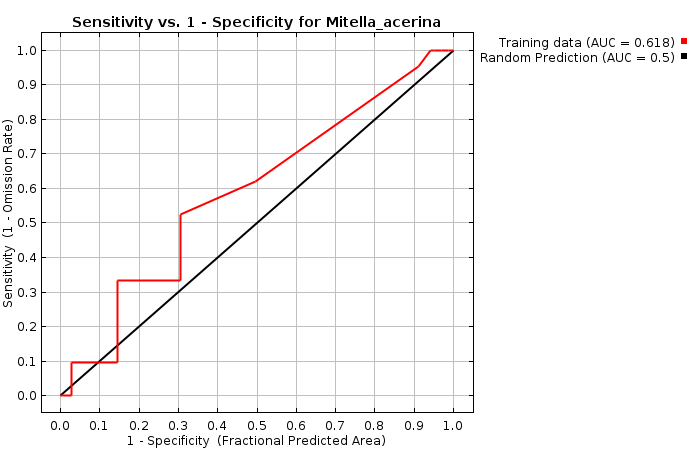 Sensitivity vs. 1 - Specificity for Mitella_acerina
Training data (AUC = 0.618)
Random Prediction (AUC = 0.5)
Sensitivity (1 - Omission Rate)
1.0
0.9
0.8
0.7
0.6
0.5
0.4
0.3
0.2
0.1
0.0
0.0 0.1 0.2 0.3 0.4 0.5 0.6 0.7 0.8 0.9 1.0
1 - Specificity (Fractional Predicted Area)